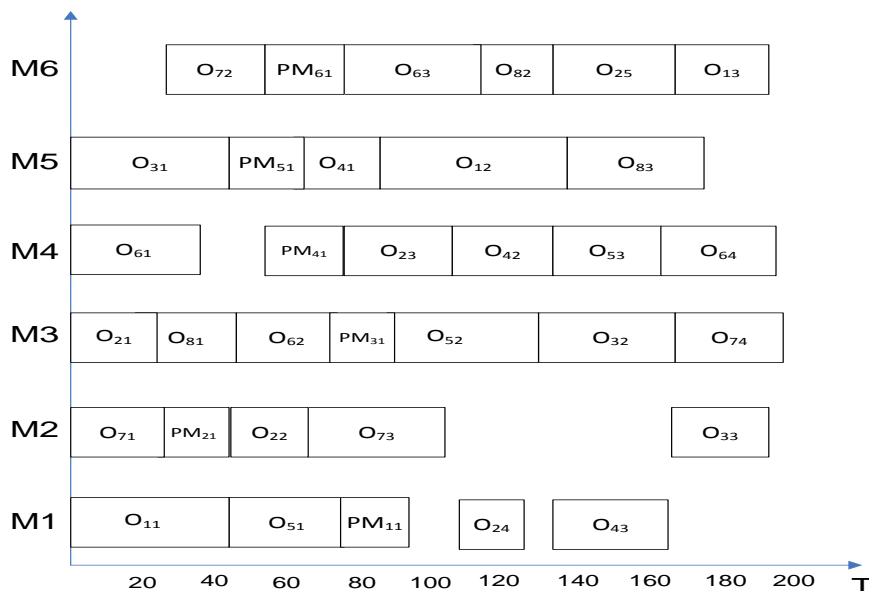 M6 O₇₂ PM₆₁ O₆₃ O₈₂ O₂₅ O₁₃
M5 O₃₁ PM₅₁ O₄₁ O₁₂ O₈₃
M4 O₆₁ PM₄₁ O₂₃ O₄₂ O₅₃ O₆₄
M3 O₂₁ O₈₁ O₆₂ PM₃₁ O₅₂ O₃₂ O₇₄
M2 O₇₁ PM₂₁ O₂₂ O₇₃ O₃₃
M1 O₁₁ O₅₁ PM₁₁ O₂₄ O₄₃
20 40 60 80 100 120 140 160 180 200 T